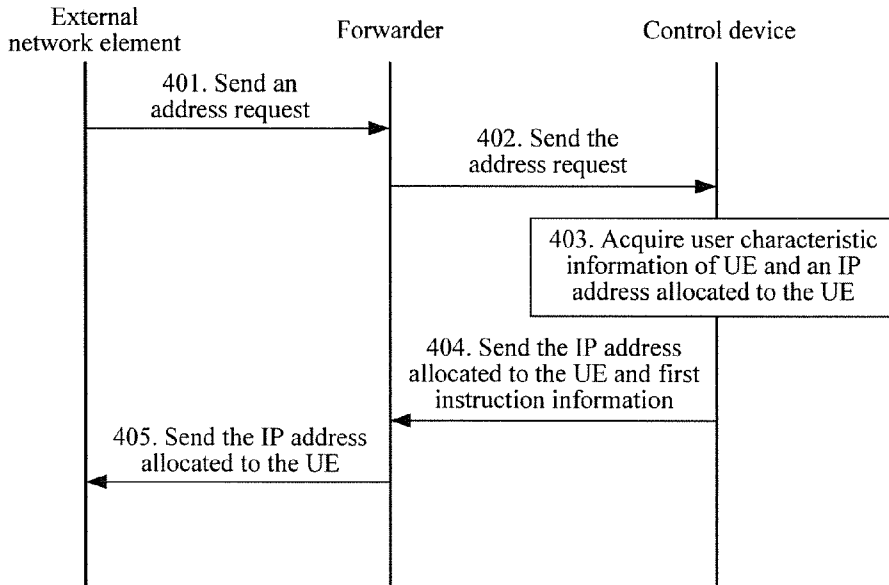 External
network element
Forwarder
Control device
401. Send an
address request
402. Send the
address request
403. Acquire user characteristic
information of UE and an IP
address allocated to the UE
404. Send the IP address
allocated to the UE and first
instruction information
405. Send the IP address
allocated to the UE